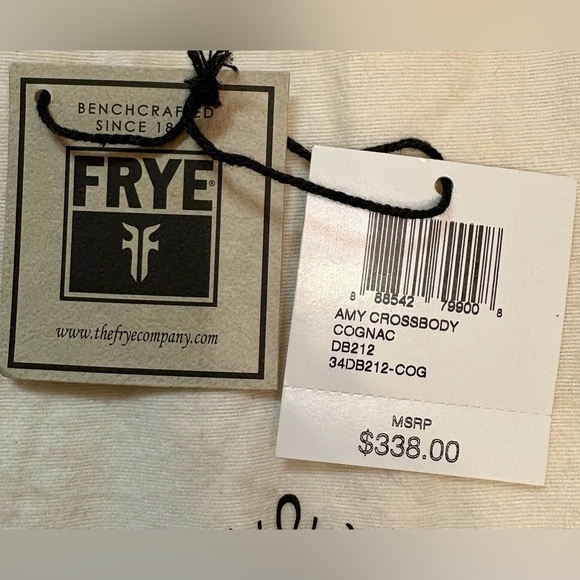 BENCHCRAFTED
SINCE 18
FRYE®
www.thefryecompany.com
8 88542 79900 8
AMY CROSSBODY
COGNAC
DB212
34DB212-COG
MSRP
$338.00